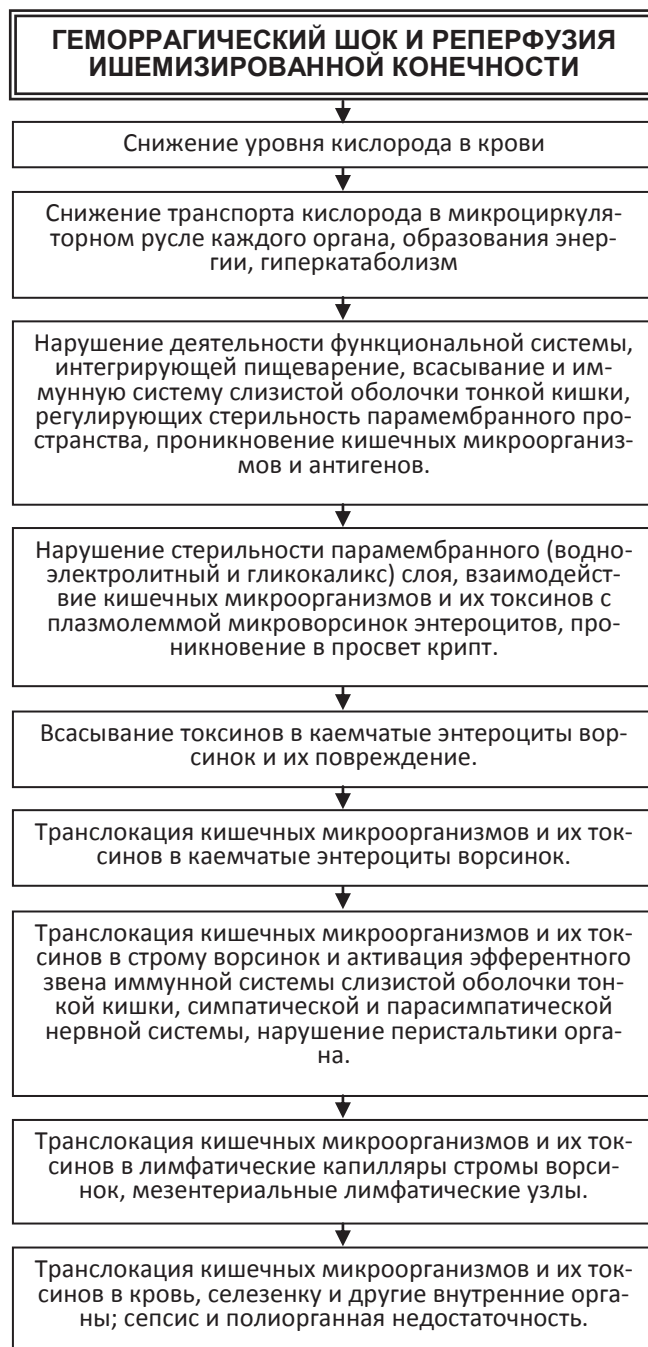 ГЕМОРРАГИЧЕСКИЙ ШОК И РЕПЕРФУЗИЯ
ИШЕМИЗИРОВАННОЙ КОНЕЧНОСТИ
Снижение уровня кислорода в крови
Снижение транспорта кислорода в микроциркуля-
торном русле каждого органа, образования энер-
гии, гиперкатаболизм
Нарушение деятельности функциональной системы,
интегрирующей пищеварение, всасывание и им-
мунную систему слизистой оболочки тонкой кишки,
регулирующих стерильность парамембранного про-
странства, проникновение кишечных микроорганиз-
мов и антигенов.
Нарушение стерильности парамембранного (водно-
электролитный и гликокаликс) слоя, взаимодейст-
вие кишечных микроорганизмов и их токсинов с
плазмолеммой микроворсинок энтероцитов, про-
никновение в просвет крипт.
Всасывание токсинов в каемчатые энтероциты вор-
синок и их повреждение.
Транслокация кишечных микроорганизмов и их ток-
синов в каемчатые энтероциты ворсинок.
Транслокация кишечных микроорганизмов и их ток-
синов в строму ворсинок и активация эфферентного
звена иммунной системы слизистой оболочки тон-
кой кишки, симпатической и парасимпатической
нервной системы, нарушение перистальтики орга-
на.
Транслокация кишечных микроорганизмов и их ток-
синов в лимфатические капилляры стромы ворси-
нок, мезентериальные лимфатические узлы.
Транслокация кишечных микроорганизмов и их ток-
синов в кровь, селезенку и другие внутренние орга-
ны; сепсис и полиорганная недостаточность.